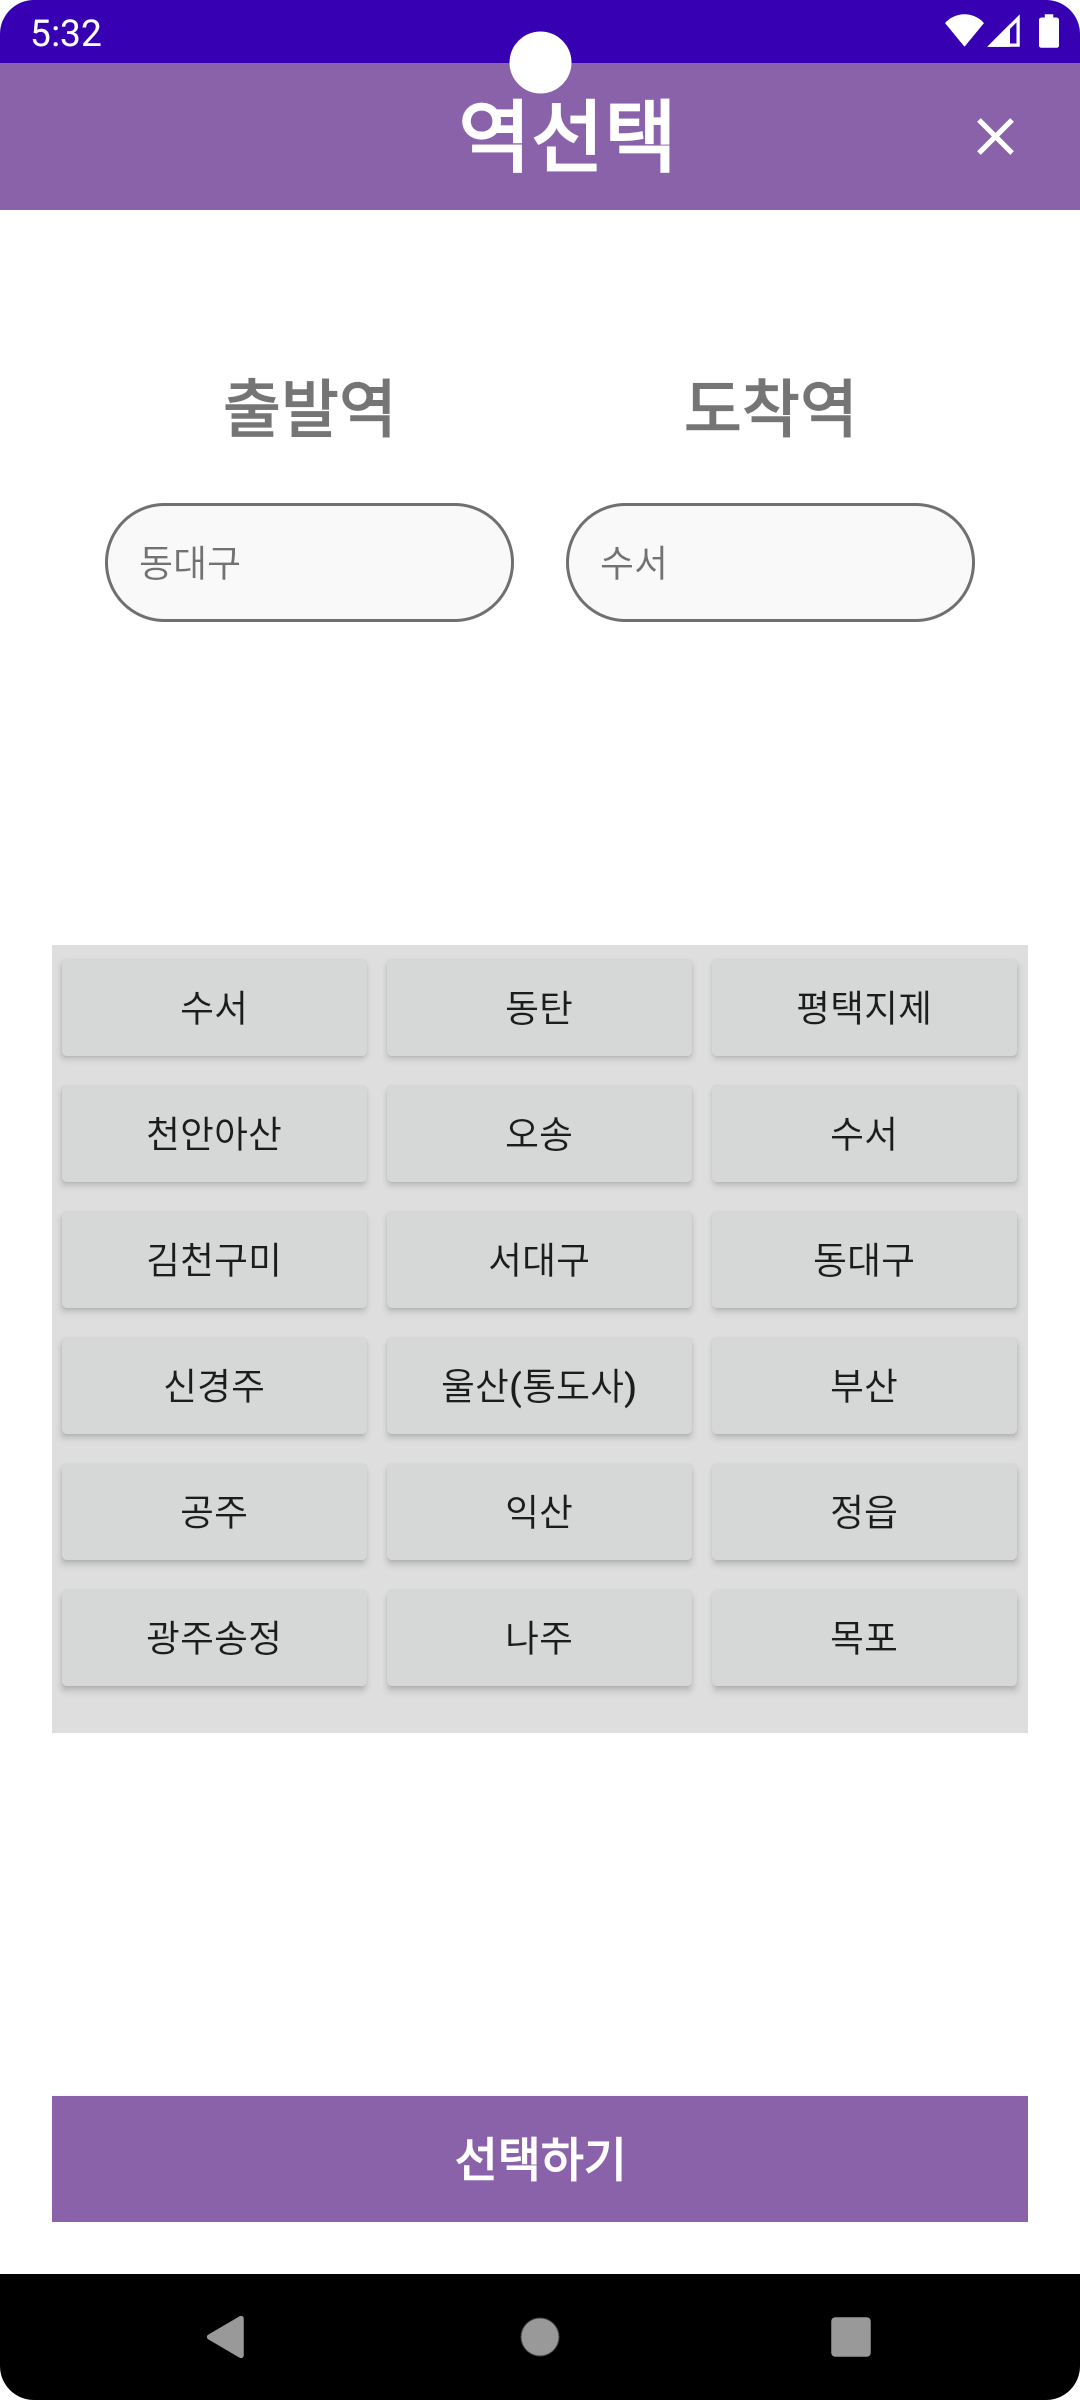 5:32
역선택
출발역 도착역
동대구 수서
수서 동탄 평택지제
천안아산 오송 수서
김천구미 서대구 동대구
신경주 울산(통도사) 부산
공주 익산 정읍
광주송정 나주 목포
선택하기